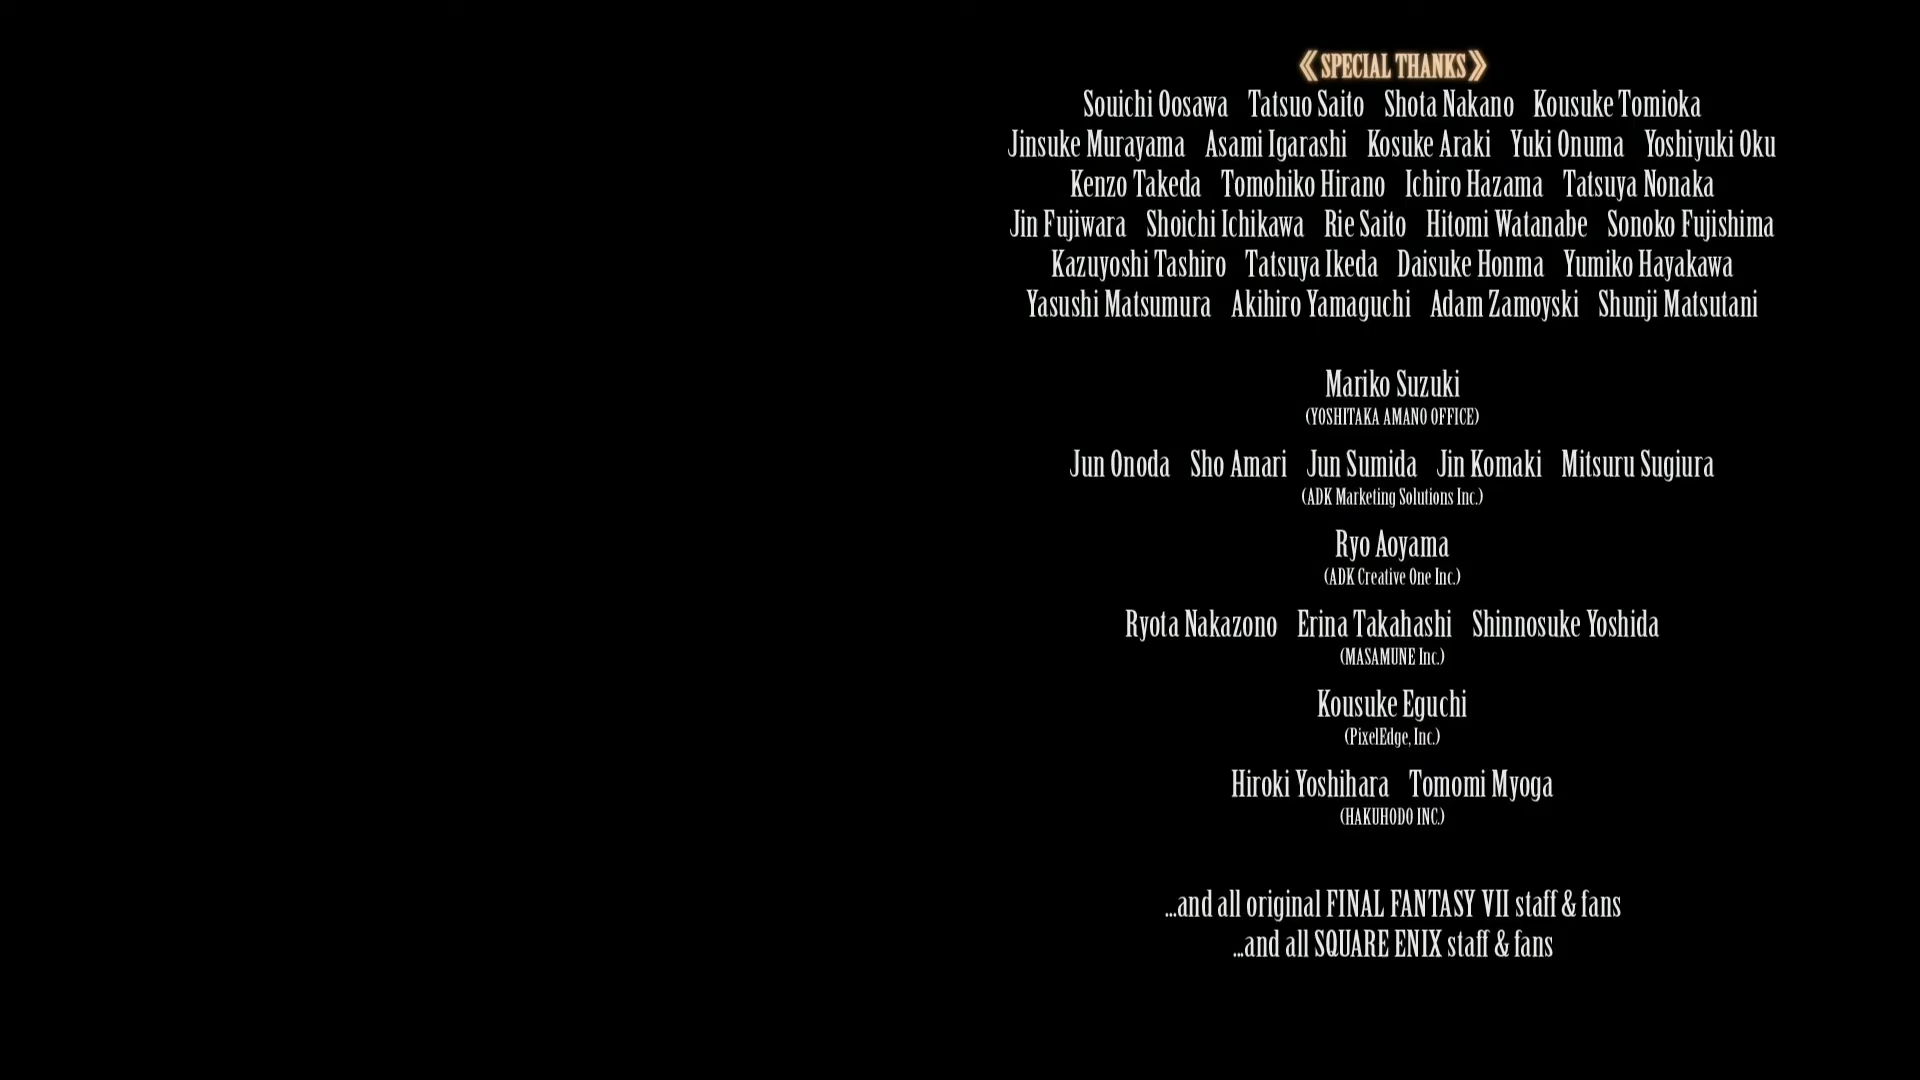 《SPECIAL THANKS》
Souichi Oosawa Tatsuo Saito Shota Nakano Kousuke Tomioka
Jinsuke Murayama Asami Igarashi Kosuke Araki Yuki Onuma Yoshiyuki Oku
Kenzo Takeda Tomohiko Hirano Ichiro Hazama Tatsuya Nonaka
Jin Fujiwara Shoichi Ichikawa Rie Saito Hitomi Watanabe Sonoko Fujishima
Kazuyoshi Tashiro Tatsuya Ikeda Daisuke Honma Yumiko Hayakawa
Yasushi Matsumura Akihiro Yamaguchi Adam Zamoyski Shunji Matsutani
Mariko Suzuki
(YOSHITAKA AMANO OFFICE)
Jun Onoda Sho Amari Jun Sumida Jin Komaki Mitsuru Sugiura
(ADK Marketing Solutions Inc.)
Ryo Aoyama
(ADK Creative One Inc.)
Ryota Nakazono Erina Takahashi Shinnosuke Yoshida
(MASAMUNE Inc.)
Kousuke Eguchi
(PixelEdge, Inc.)
Hiroki Yoshihara Tomomi Myoga
(HAKUHODO INC.)
...and all original FINAL FANTASY VII staff & fans
...and all SQUARE ENIX staff & fans